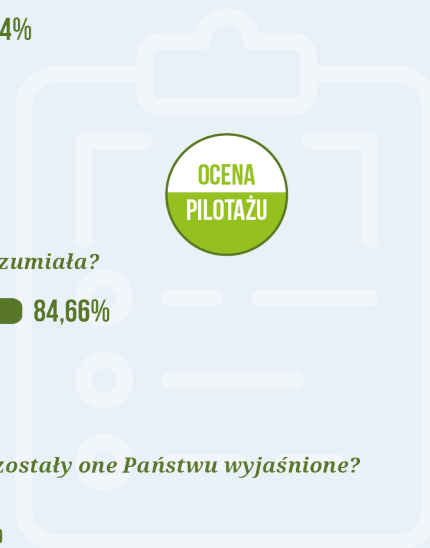 4%
OCENA
PILOTAŻU
zumiała?
84,66%
zostały one Państwu wyjaśnione?